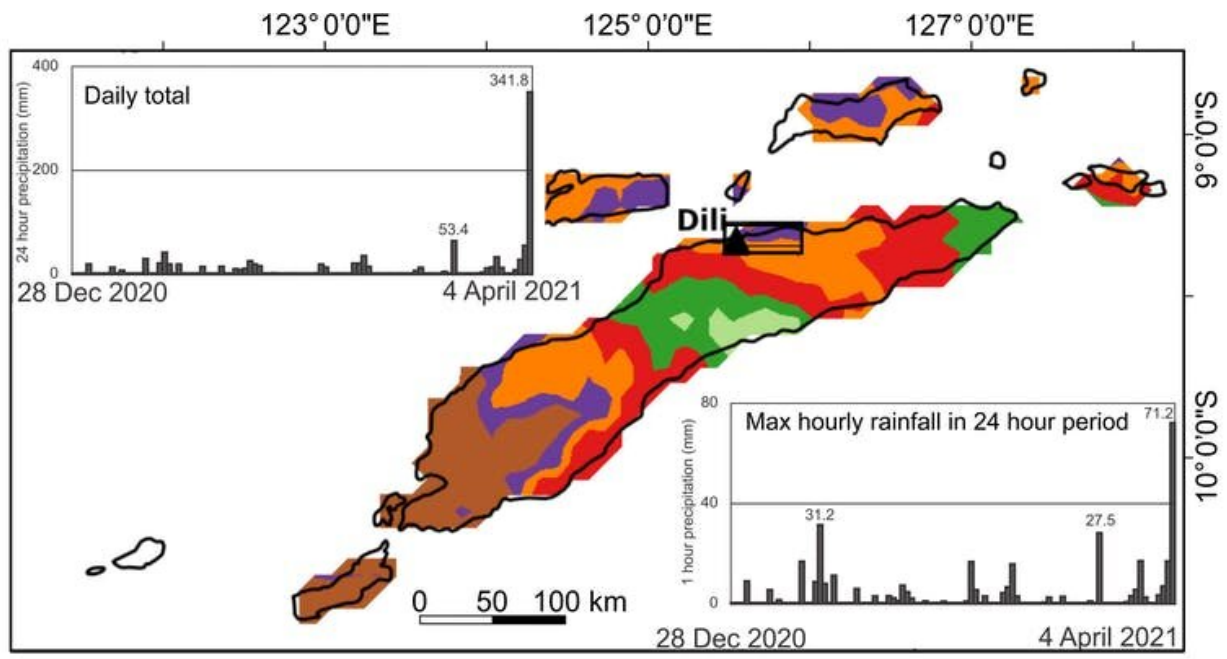 123°0'0"E
125°0'0"E
127°0'0"E
400
341.8
Daily total
24 hour precipitation (mm)
200
53.4
0
28 Dec 2020
4 April 2021
9°0'0"S
Dili
10°0'0"S
80
71.2
Max hourly rainfall in 24 hour period
1 hour precipitation (mm)
40
31.2
27.5
0
28 Dec 2020
4 April 2021
0 50 100 km